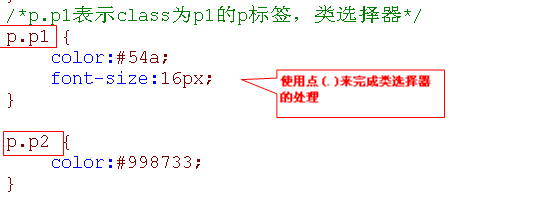 /*p.p1表示class为p1的p标签，类选择器*/
p.p1 {
color:#54a;
font-size:16px;
}
使用点(.)来完成类选择器
的处理
p.p2 {
color:#998733;
}